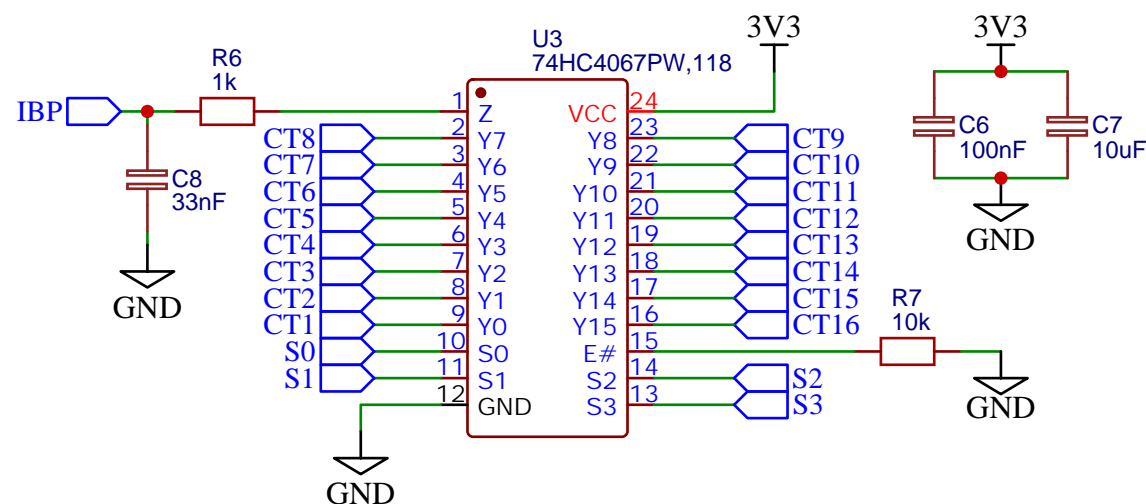 IBP
R6
1k
C8
33nF
GND
U3
74HC4067PW,118
3V3
1 Z VCC 24
CT8 2 Y7 Y8 23 CT9
CT7 3 Y6 Y9 22 CT10
CT6 4 Y5 Y10 21 CT11
CT5 5 Y4 Y11 20 CT12
CT4 6 Y3 Y12 19 CT13
CT3 7 Y2 Y13 18 CT14
CT2 8 Y1 Y14 17 CT15
CT1 9 Y0 Y15 16 CT16
S0 10 S0 E# 15
S1 11 S1 S2 14 S2
12 GND S3 13 S3
GND
R7
10k
GND
3V3
C6
100nF
C7
10uF
GND